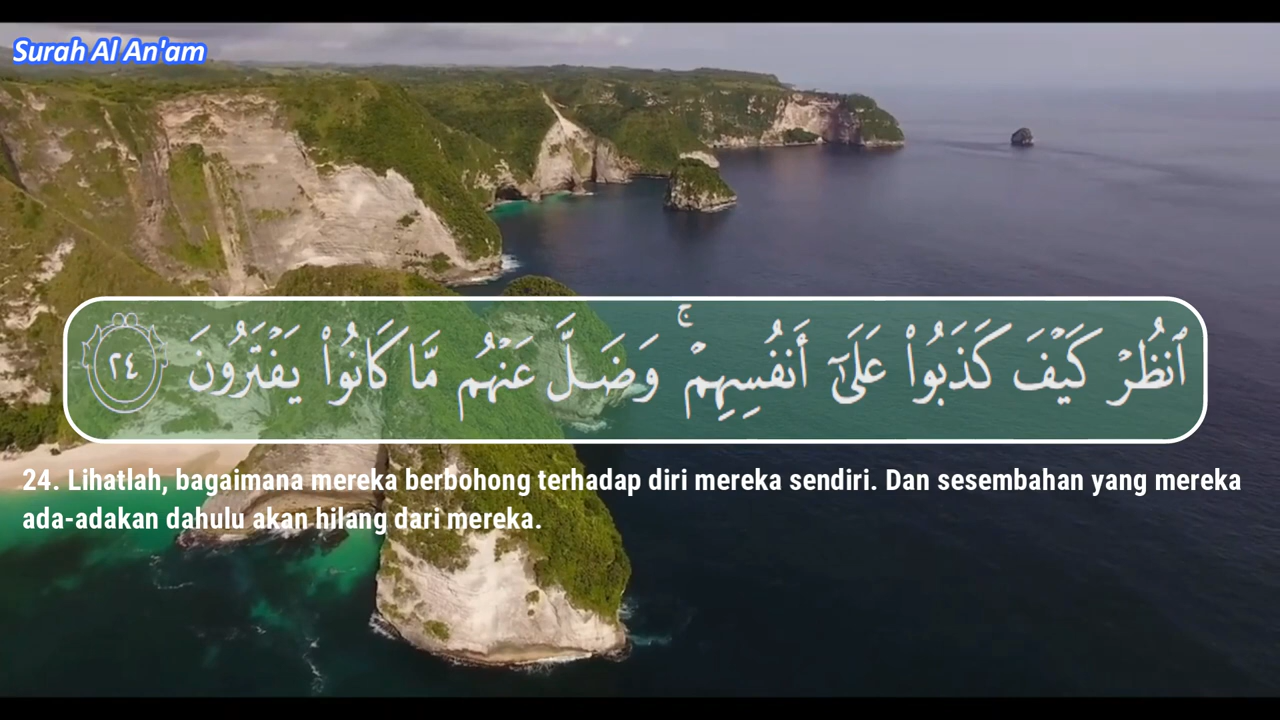 Surah Al An'am
ٱنظُرْ كَيْفَ كَذَبُوا۟ عَلَىٰٓ أَنفُسِهِمْ ۚ وَضَلَّ عَنْهُم مَّا كَانُوا۟ يَفْتَرُونَ ٢٤
24. Lihatlah, bagaimana mereka berbohong terhadap diri mereka sendiri. Dan sesembahan yang mereka
ada-adakan dahulu akan hilang dari mereka.